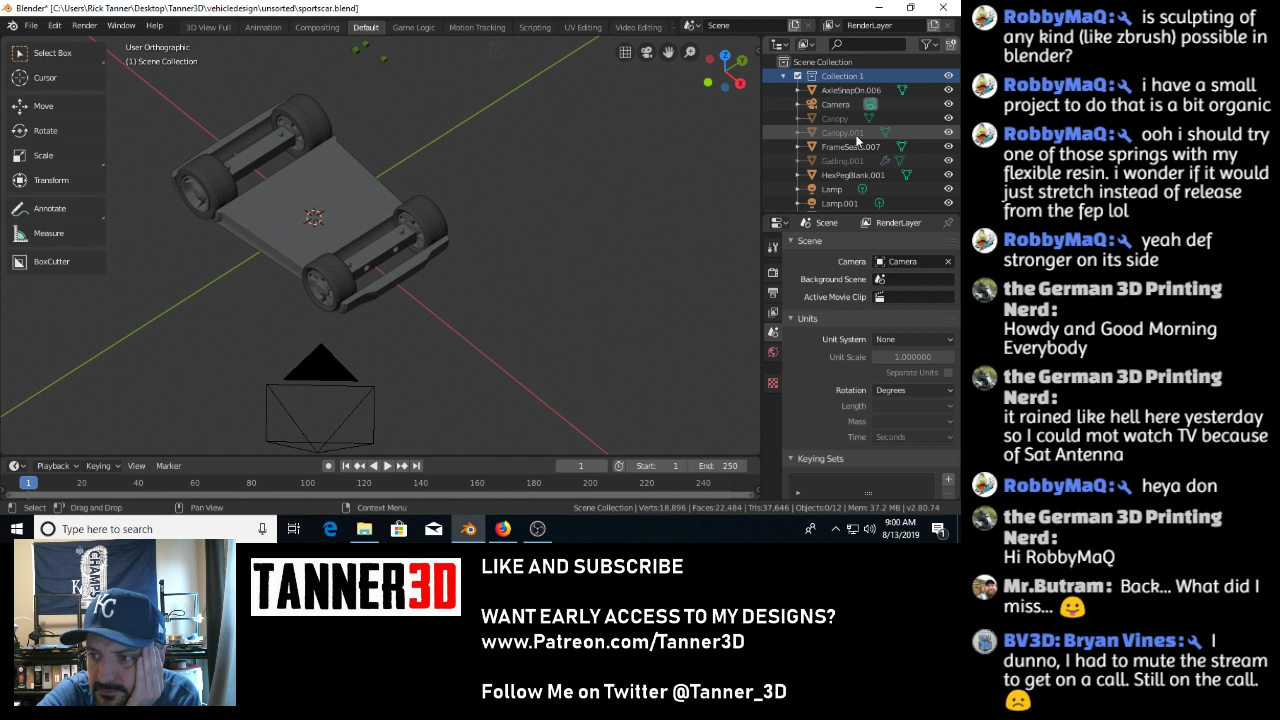 Blender* [C:\Users\Rick Tanner\Desktop\Tanner3D\vehicledesign\unsorted\sportscar.blend]
File Edit Render Window Help 3D View Full Animation Compositing Default Game Logic Motion Tracking Scripting UV Editing Video Editing Scene RenderLayer
Select Box
Cursor
Move
Rotate
Scale
Transform
Annotate
Measure
BoxCutter
User Orthographic
(1) Scene Collection
Z
Y
X
Scene Collection
Collection 1
AxleSnapOn.006
Camera
Canopy
Canopy.001
FrameSeats.007
Gatling.001
HexPegBlank.001
Lamp
Lamp.001
Scene RenderLayer
Scene
Camera Camera
Background Scene
Active Movie Clip
Units
Unit System None
Unit Scale 1.000000
Separate Units
Rotation Degrees
Length
Mass
Time Seconds
Keying Sets
Playback Keying View Marker 1 Start: 1 End: 250
1 20 40 60 80 100 120 140 160 180 200 220 240
Select Drag and Drop Pan View Context Menu Scene Collection | Verts:18,896 | Faces:22,484 | Tris:37,646 | Objects:0/12 | Mem: 37.2 MB | v2.80.74
Type here to search
9:00 AM
8/13/2019
1
CHAMP
KC
KC
TANNER3D
LIKE AND SUBSCRIBE
WANT EARLY ACCESS TO MY DESIGNS?
www.Patreon.com/Tanner3D
Follow Me on Twitter @Tanner_3D
RobbyMaQ: is sculpting of
any kind (like zbrush) possible in
blender?
RobbyMaQ: i have a small
project to do that is a bit organic
RobbyMaQ: ooh i should try
one of those springs with my
flexible resin. i wonder if it would
just stretch instead of release
from the fep lol
RobbyMaQ: yeah def
stronger on its side
the German 3D Printing
Nerd:
Howdy and Good Morning
Everybody
the German 3D Printing
Nerd:
it rained like hell here yesterday
so I could mot watch TV because
of Sat Antenna
RobbyMaQ: heya don
the German 3D Printing
Nerd:
Hi RobbyMaQ
Mr.Butram: Back... What did I
miss...
BV3D: Bryan Vines: I
dunno, I had to mute the stream
to get on a call. Still on the call.